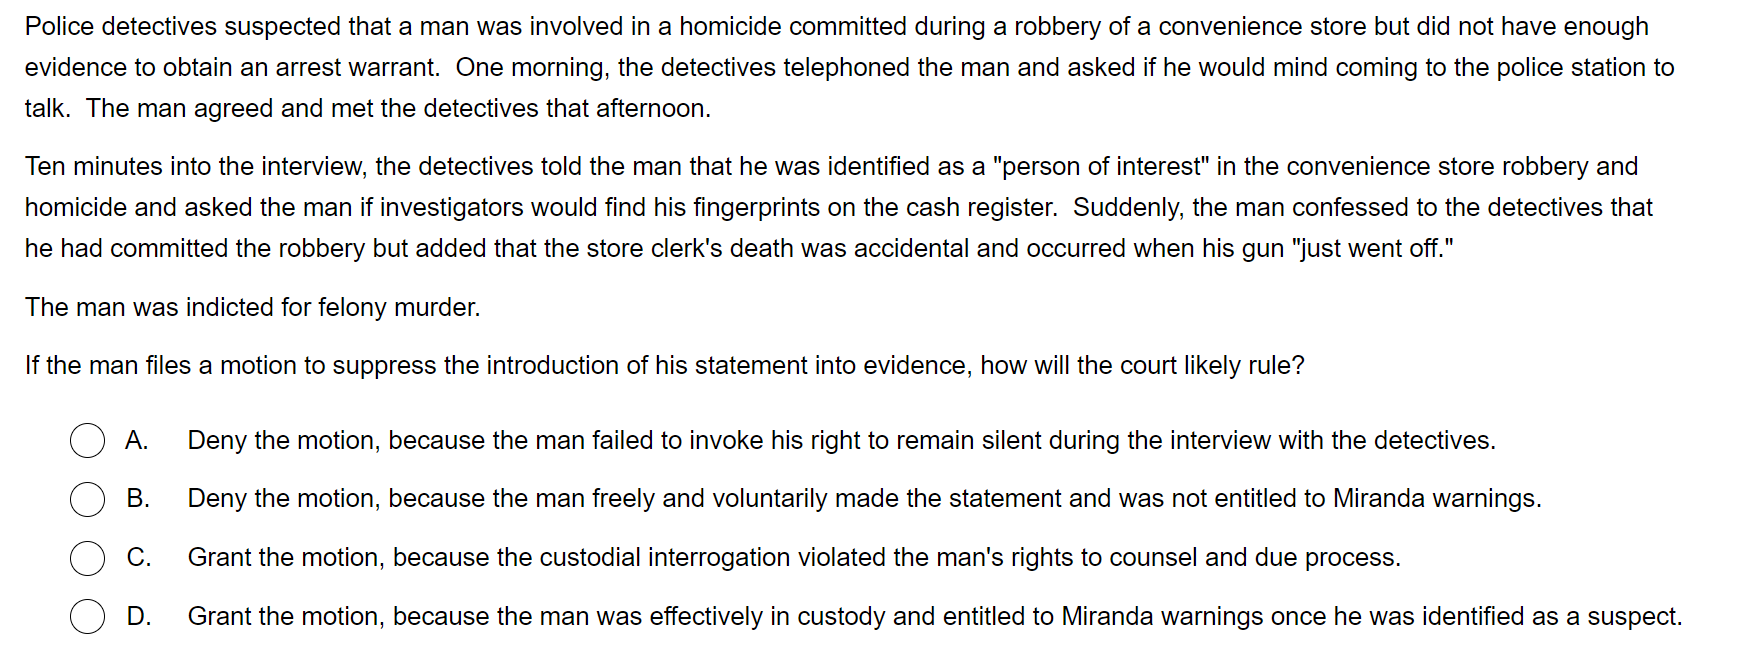 Police detectives suspected that a man was involved in a homicide committed during a robbery of a convenience store but did not have enough
evidence to obtain an arrest warrant.  One morning, the detectives telephoned the man and asked if he would mind coming to the police station to
talk.  The man agreed and met the detectives that afternoon.
Ten minutes into the interview, the detectives told the man that he was identified as a "person of interest" in the convenience store robbery and
homicide and asked the man if investigators would find his fingerprints on the cash register.  Suddenly, the man confessed to the detectives that
he had committed the robbery but added that the store clerk's death was accidental and occurred when his gun "just went off."
The man was indicted for felony murder.
If the man files a motion to suppress the introduction of his statement into evidence, how will the court likely rule?
A. Deny the motion, because the man failed to invoke his right to remain silent during the interview with the detectives.
B. Deny the motion, because the man freely and voluntarily made the statement and was not entitled to Miranda warnings.
C. Grant the motion, because the custodial interrogation violated the man's rights to counsel and due process.
D. Grant the motion, because the man was effectively in custody and entitled to Miranda warnings once he was identified as a suspect.